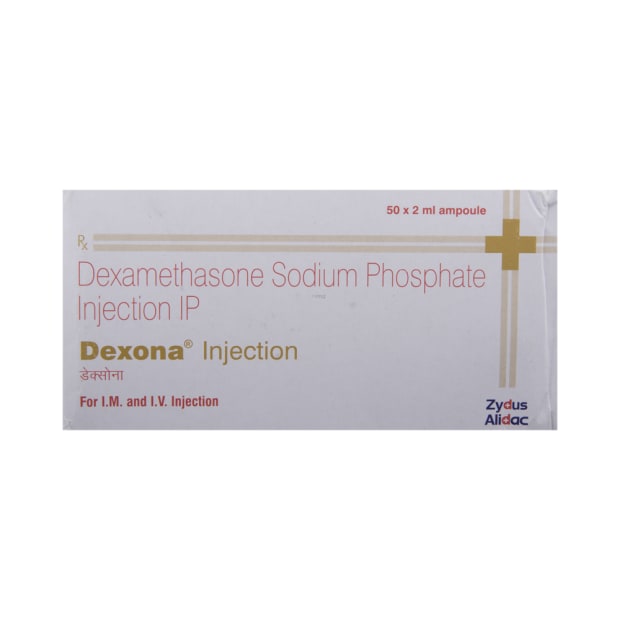 50 x 2 ml ampoule
Rx
Dexamethasone Sodium Phosphate
Injection IP
Dexona® Injection
डेक्सोना
For I.M. and I.V. Injection
Zydus
Alidac